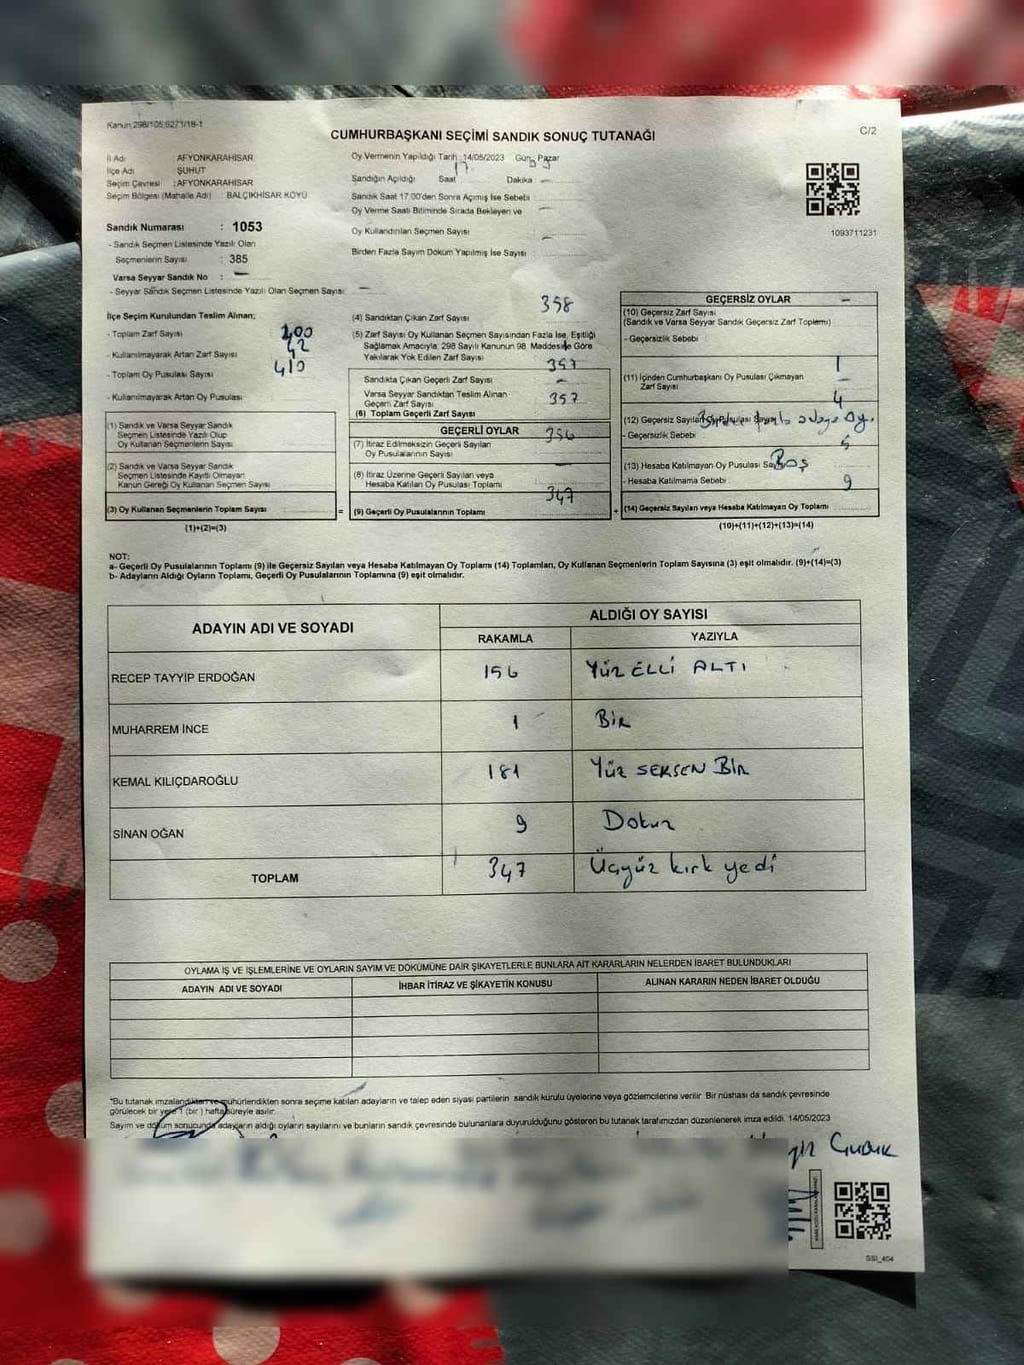 Kanun 298/105;6271/18-1
CUMHURBAŞKANI SEÇİMİ SANDIK SONUÇ TUTANAĞI
C/2
İl Adı : AFYONKARAHİSAR
İlçe Adı : ŞUHUT
Seçim Çevresi : AFYONKARAHİSAR
Seçim Bölgesi (Mahalle Adı) : BALÇIKHİSAR KÖYÜ
Oy Vermenin Yapıldığı Tarih: 14/05/2023 Gün: Pazar
Sandığın Açıldığı Saat 17 Dakika : —
Sandık Saat 17.00'den Sonra Açımış İse Sebebi : —
Oy Verme Saati Bitiminde Sırada Bekleyen ve
Oy Kullandırılan Seçmen Sayısı —
Birden Fazla Sayım Döküm Yapılmış İse Sayısı
1093711231
Sandık Numarası : 1053
- Sandık Seçmen Listesinde Yazılı Olan
Seçmenlerin Sayısı : 385
Varsa Seyyar Sandık No : —
- Seyyar Sandık Seçmen Listesinde Yazılı Olan Seçmen Sayısı: —
İlçe Seçim Kurulundan Teslim Alınan;
- Toplam Zarf Sayısı 400
- Kullanılmayarak Artan Zarf Sayısı 42
- Toplam Oy Pusulası Sayısı 410
- Kullanılmayarak Artan Oy Pusulası
(1) Sandık ve Varsa Seyyar Sandık
Seçmen Listesinde Yazılı Olup
Oy Kullanan Seçmenlerin Sayısı
(2) Sandık ve Varsa Seyyar Sandık
Seçmen Listesinde Kayıtlı Olmayan
Kanun Gereği Oy Kullanan Seçmen Sayısı
(3) Oy Kullanan Seçmenlerin Toplam Sayısı
(1)+(2)=(3)
358
(4) Sandıktan Çıkan Zarf Sayısı
(5) Zarf Sayısı Oy Kullanan Seçmen Sayısından Fazla İse, Eşitliği
Sağlamak Amacıyla, 298 Sayılı Kanunun 98. Maddesine Göre
Yakılarak Yok Edilen Zarf Sayısı
357
Sandıkta Çıkan Geçerli Zarf Sayısı —
Varsa Seyyar Sandıktan Teslim Alınan
Geçerli Zarf Sayısı 357
(6) Toplam Geçerli Zarf Sayısı
GEÇERLİ OYLAR
356
(7) İtiraz Edilmeksizin Geçerli Sayılan
Oy Pusulalarının Sayısı
(8) İtiraz Üzerine Geçerli Sayılan veya
Hesaba Katılan Oy Pusulası Toplamı
347
= (9) Geçerli Oy Pusulalarının Toplamı +
GEÇERSİZ OYLAR —
(10) Geçersiz Zarf Sayısı
(Sandık ve Varsa Seyyar Sandık Geçersiz Zarf Toplamı)
- Geçersizlik Sebebi
1
(11) İçinden Cumhurbaşkanı Oy Pusulası Çıkmayan
Zarf Sayısı —
4
(12) Geçersiz Sayılan Oy Pusulası Sayısı
- Geçersizlik Sebebi
5
(13) Hesaba Katılmayan Oy Pusulası Sayısı Boş
- Hesaba Katılmama Sebebi 9
(14) Geçersiz Sayılan veya Hesaba Katılmayan Oy Toplamı
(10)+(11)+(12)+(13)=(14)
NOT:
a- Geçerli Oy Pusulalarının Toplamı (9) ile Geçersiz Sayılan veya Hesaba Katılmayan Oy Toplamı (14) Toplamları, Oy Kullanan Seçmenlerin Toplam Sayısına (3) eşit olmalıdır. (9)+(14)=(3)
b- Adayların Aldığı Oyların Toplamı, Geçerli Oy Pusulalarının Toplamına (9) eşit olmalıdır.
ADAYIN ADI VE SOYADI
ALDIĞI OY SAYISI
RAKAMLA YAZIYLA
RECEP TAYYİP ERDOĞAN 156 Yüz ELLİ ALTI
MUHARREM İNCE 1 BİR
KEMAL KILIÇDAROĞLU 181 Yüz SEKSEN BİR
SİNAN OĞAN 9 Dokuz
TOPLAM 347 Üçyüz kırk yedi
OYLAMA İŞ VE İŞLEMLERİNE VE OYLARIN SAYIM VE DÖKÜMÜNE DAİR ŞİKAYETLERLE BUNLARA AİT KARARLARIN NELERDEN İBARET BULUNDUKLARI
ADAYIN ADI VE SOYADI İHBAR İTİRAZ VE ŞİKAYETİN KONUSU ALINAN KARARIN NEDEN İBARET OLDUĞU
*Bu tutanak imzalandıktan ve mühürlendikten sonra seçime katılan adayların ve talep eden siyasi partilerin sandık kurulu üyelerine veya gözlemcilerine verilir. Bir nüshası da sandık çevresinde
görülecek bir yere 1 (bir) hafta süreyle asılır.
Sayım ve döküm sonucunda adayların aldığı oyların sayılarını ve bunların sandık çevresinde bulunanlara duyurulduğunu gösteren bu tutanak tarafımızdan düzenlenerek imza edildi. 14/05/2023
SSI_404